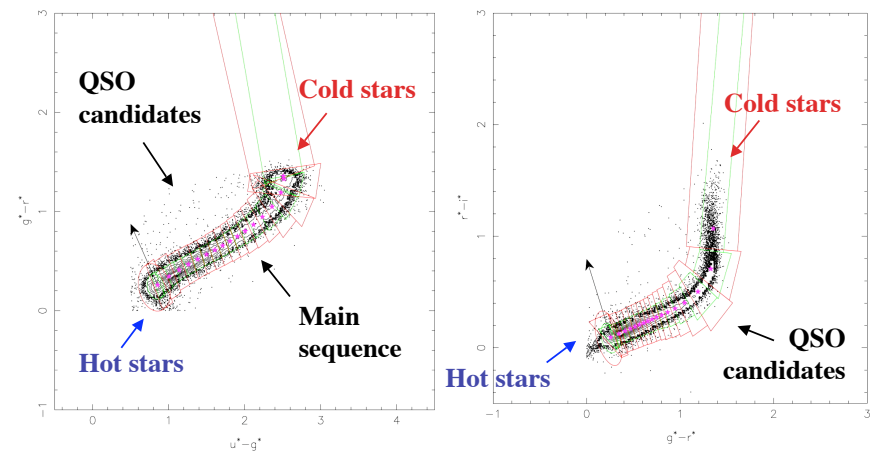 QSO
candidates
Cold stars
Main
sequence
Hot stars
3
2
1
0
−1
g*−r*
0
1
2
3
4
u*−g*
Cold stars
QSO
candidates
Hot stars
3
2
1
0
r*−i*
−1
0
1
2
3
g*−r*